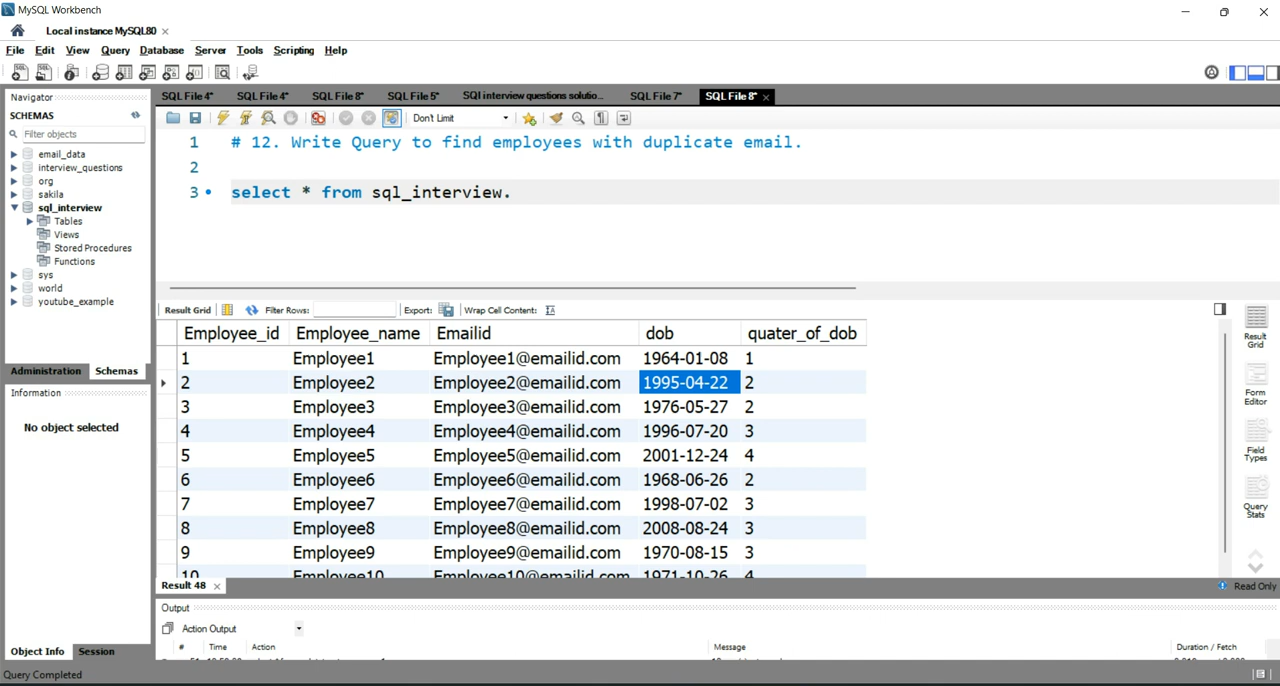 MySQL Workbench
Local instance MySQL80
File Edit View Query Database Server Tools Scripting Help
Navigator
SCHEMAS
Filter objects
email_data
interview_questions
org
sakila
sql_interview
Tables
Views
Stored Procedures
Functions
sys
world
youtube_example
Administration Schemas
Information
No object selected
Object Info Session
Query Completed
SQL File 4* SQL File 4* SQL File 8* SQL File 5* SQl interview questions solutio... SQL File 7* SQL File 8*
Don't Limit
1 # 12. Write Query to find employees with duplicate email.
2
3 select * from sql_interview.
Result Grid Filter Rows: Export: Wrap Cell Content:
Employee_id Employee_name Emailid dob quater_of_dob
1 Employee1 Employee1@emailid.com 1964-01-08 1
2 Employee2 Employee2@emailid.com 1995-04-22 2
3 Employee3 Employee3@emailid.com 1976-05-27 2
4 Employee4 Employee4@emailid.com 1996-07-20 3
5 Employee5 Employee5@emailid.com 2001-12-24 4
6 Employee6 Employee6@emailid.com 1968-06-26 2
7 Employee7 Employee7@emailid.com 1998-07-02 3
8 Employee8 Employee8@emailid.com 2008-08-24 3
9 Employee9 Employee9@emailid.com 1970-08-15 3
10 Employee10 Employee10@emailid.com 1971-10-26 4
Result Grid
Form Editor
Field Types
Query Stats
Result 48
Read Only
Output
Action Output
# Time Action Message Duration / Fetch